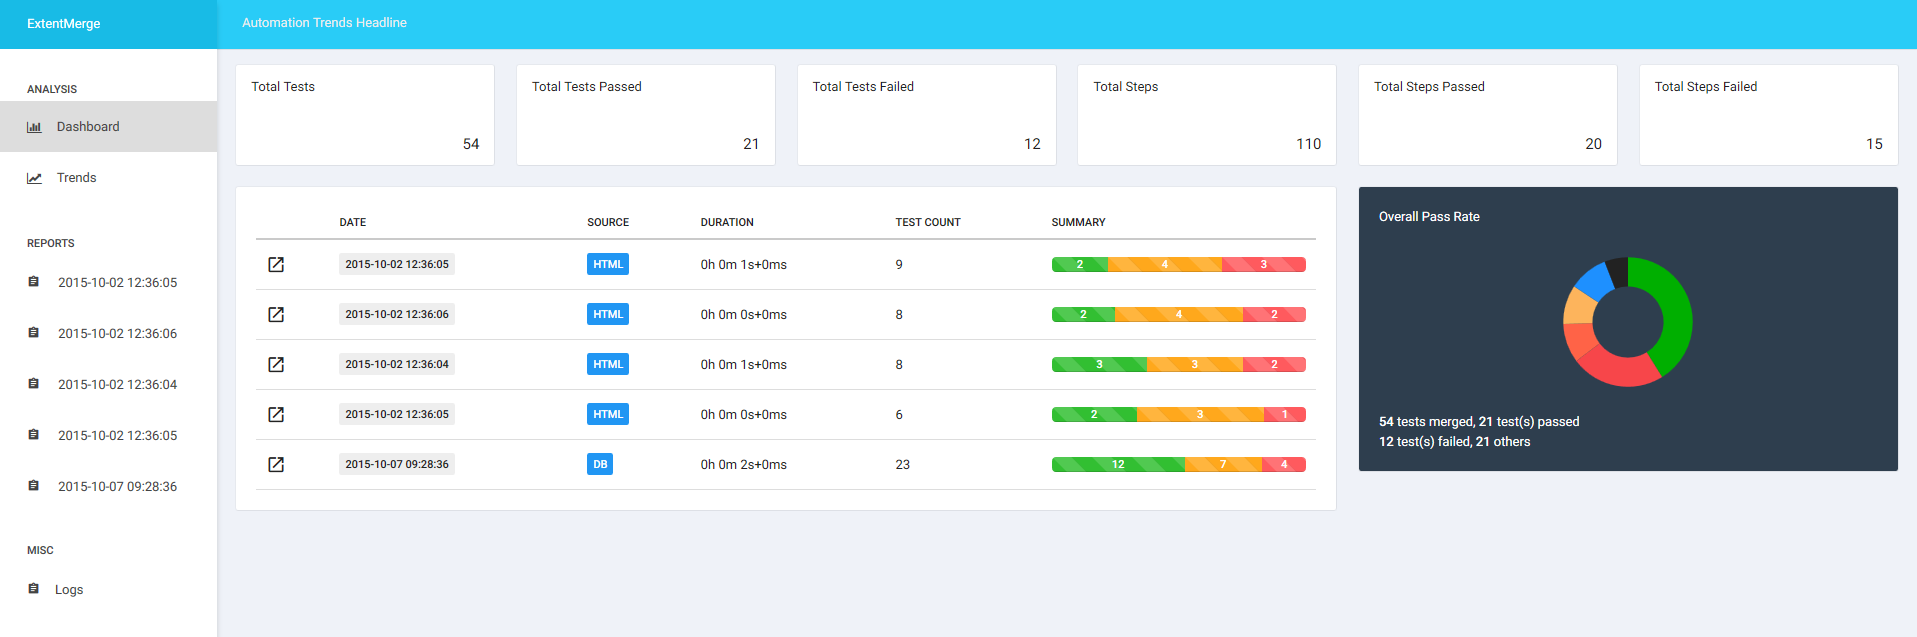 ExtentMerge
Automation Trends Headline
ANALYSIS
Dashboard
Trends
REPORTS
2015-10-02 12:36:05
2015-10-02 12:36:06
2015-10-02 12:36:04
2015-10-02 12:36:05
2015-10-07 09:28:36
MISC
Logs
Total Tests
54
Total Tests Passed
21
Total Tests Failed
12
Total Steps
110
Total Steps Passed
20
Total Steps Failed
15
DATE SOURCE DURATION TEST COUNT SUMMARY
2015-10-02 12:36:05 HTML 0h 0m 1s+0ms 9 2 4 3
2015-10-02 12:36:06 HTML 0h 0m 0s+0ms 8 2 4 2
2015-10-02 12:36:04 HTML 0h 0m 1s+0ms 8 3 3 2
2015-10-02 12:36:05 HTML 0h 0m 0s+0ms 6 2 3 1
2015-10-07 09:28:36 DB 0h 0m 2s+0ms 23 12 7 4
Overall Pass Rate
54 tests merged, 21 test(s) passed
12 test(s) failed, 21 others